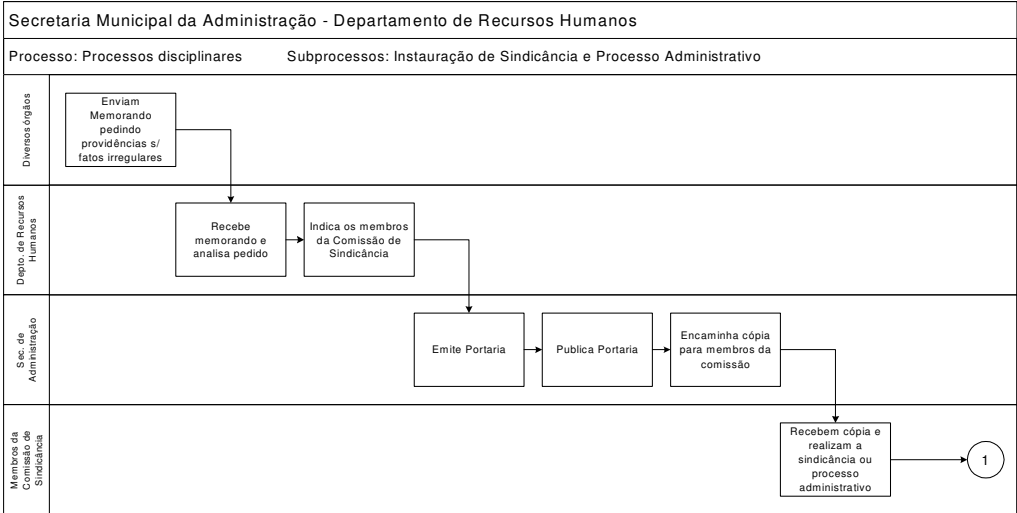 Secretaria Municipal da Administração - Departamento de Recursos Humanos
Processo: Processos disciplinares Subprocessos: Instauração de Sindicância e Processo Administrativo
Diversos órgãos
Enviam
Memorando
pedindo
providências s/
fatos irregulares
Depto. de Recursos
Humanos
Recebe
memorando e
analisa pedido
Indica os membros
da Comissão de
Sindicância
Sec. de
Administração
Emite Portaria
Publica Portaria
Encaminha cópia
para membros da
comissão
Membros da
Comissão de
Sindicância
Recebem cópia e
realizam a
sindicância ou
processo
administrativo
1